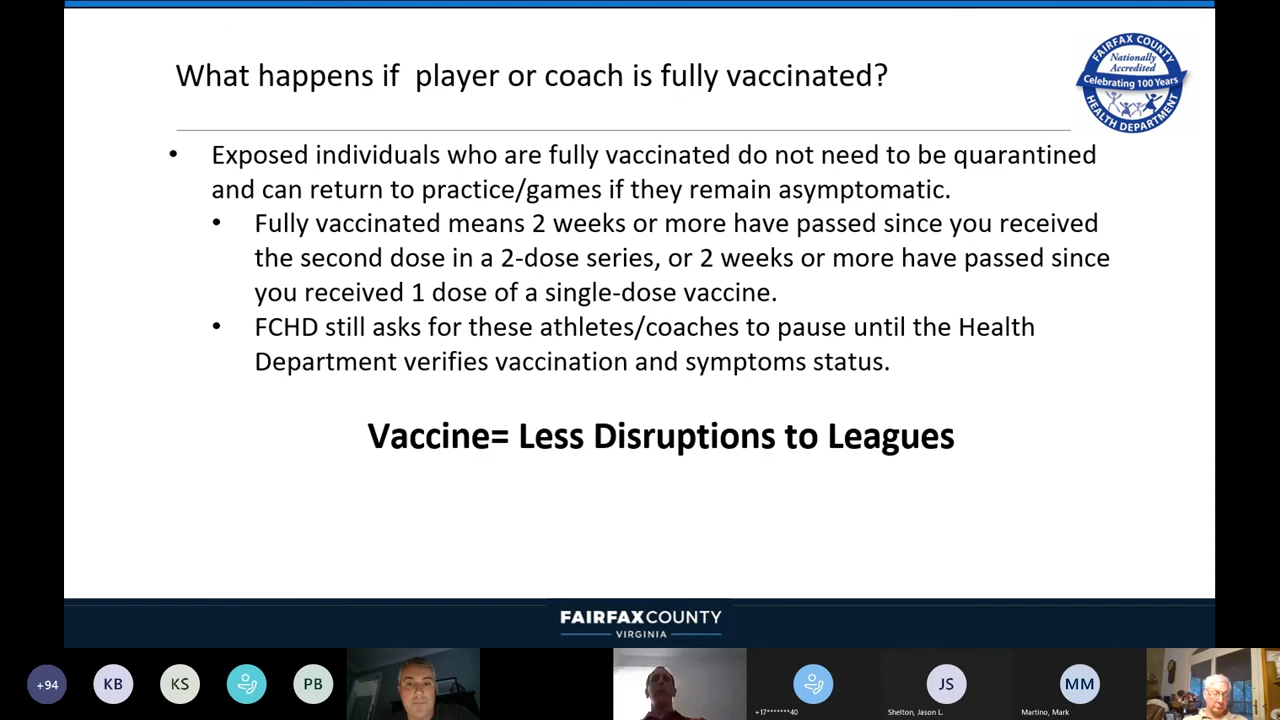 What happens if  player or coach is fully vaccinated?
FAIRFAX COUNTY
Nationally
Accredited
Celebrating 100 Years
HEALTH DEPARTMENT
• Exposed individuals who are fully vaccinated do not need to be quarantined
and can return to practice/games if they remain asymptomatic.
• Fully vaccinated means 2 weeks or more have passed since you received
the second dose in a 2-dose series, or 2 weeks or more have passed since
you received 1 dose of a single-dose vaccine.
• FCHD still asks for these athletes/coaches to pause until the Health
Department verifies vaccination and symptoms status.
Vaccine= Less Disruptions to Leagues
FAIRFAX COUNTY
VIRGINIA
+94
KB
KS
PB
+17*******40
JS
Shelton, Jason L.
MM
Martino, Mark